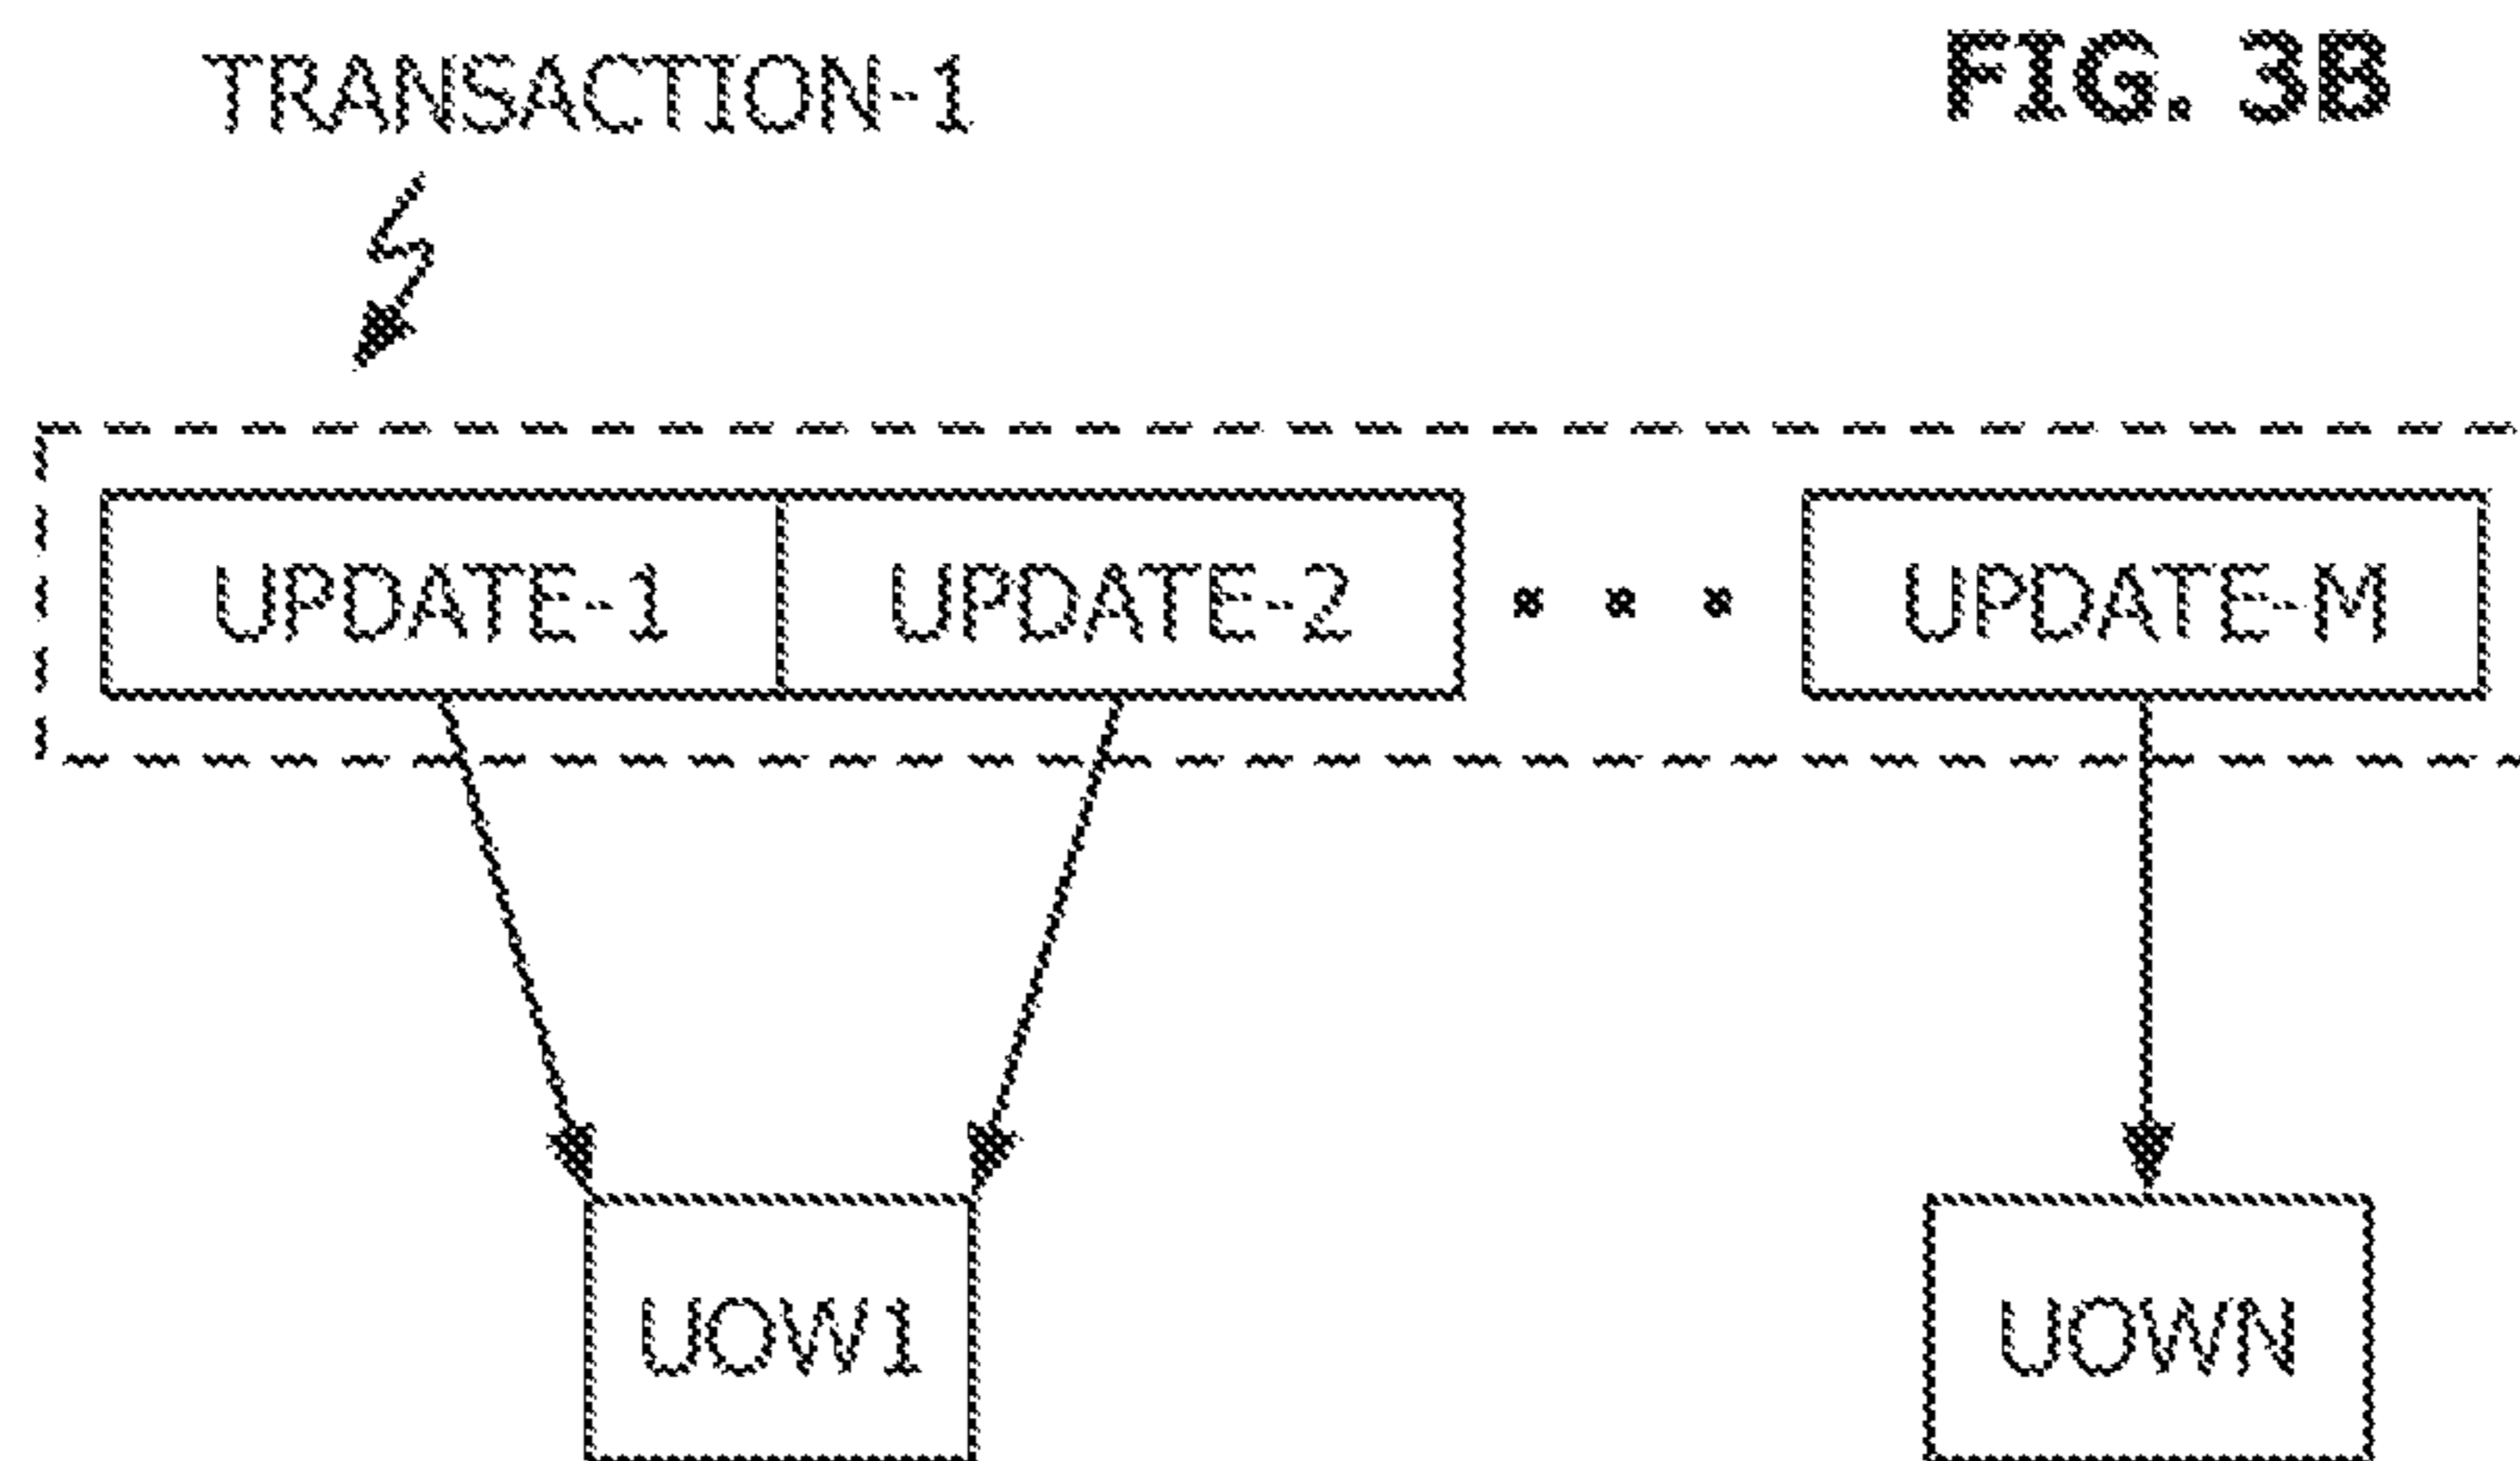 TRANSACTION-1
FIG. 3B
UPDATE-1
UPDATE-2
UPDATE-M
UOW1
UOWN